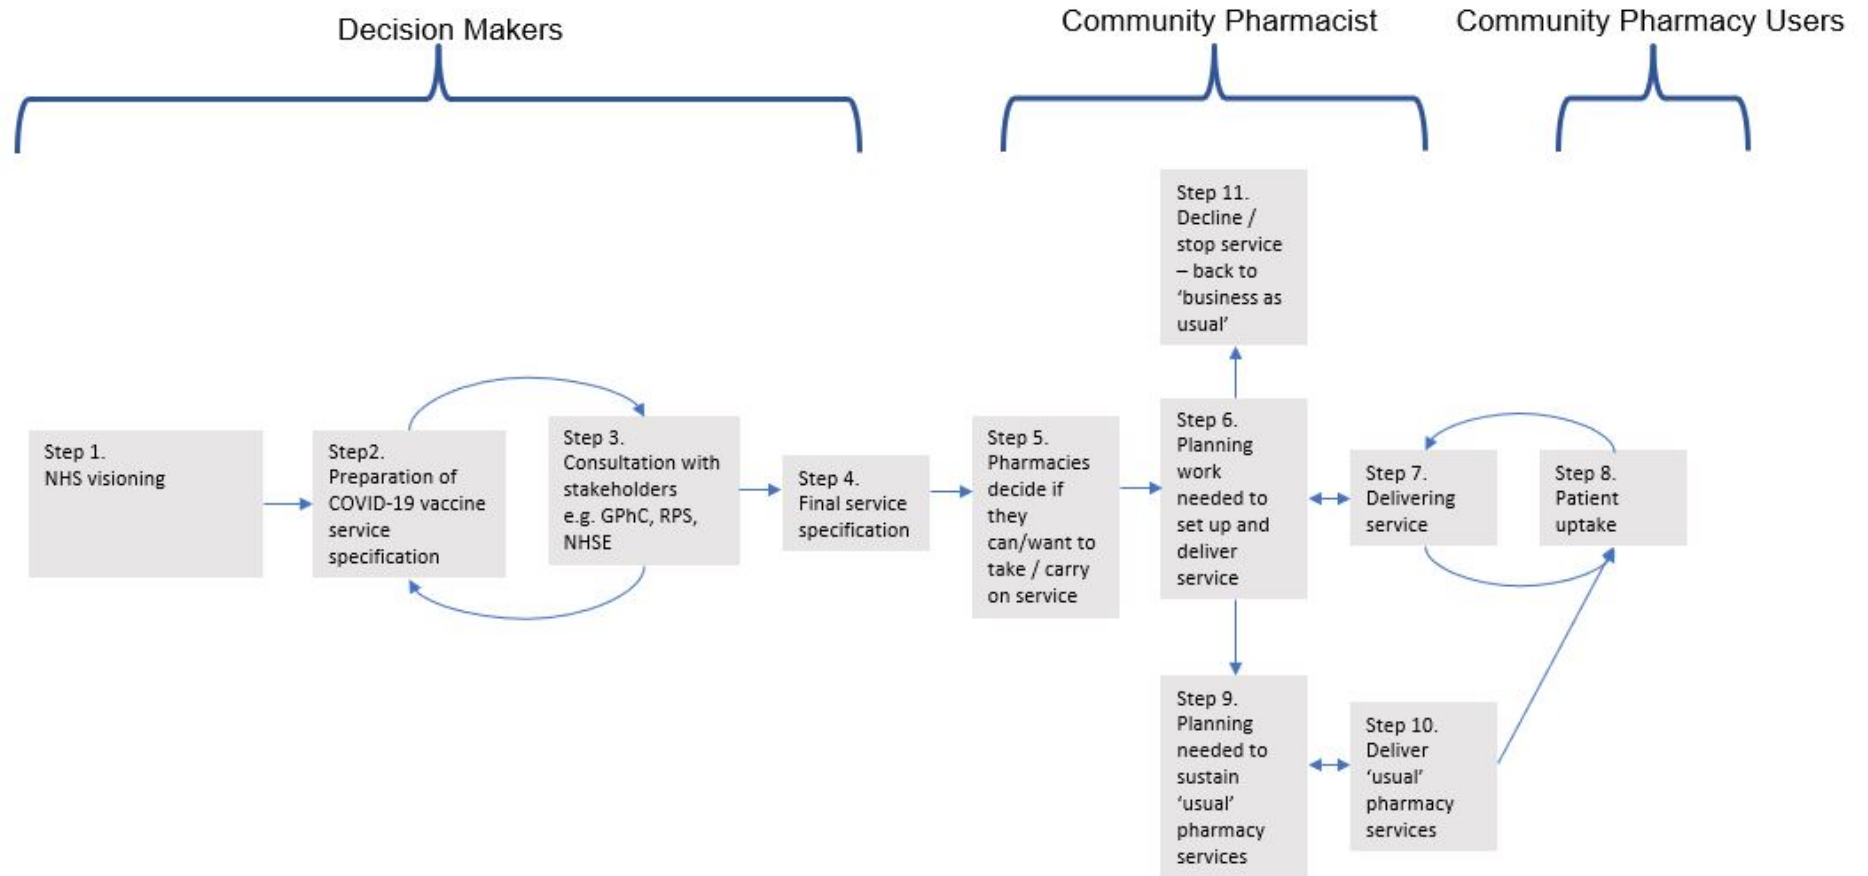 Decision Makers
Community Pharmacist
Community Pharmacy Users
Step 1.
NHS visioning
Step2.
Preparation of
COVID-19 vaccine
service
specification
Step 3.
Consultation with
stakeholders
e.g. GPhC, RPS,
NHSE
Step 4.
Final service
specification
Step 5.
Pharmacies
decide if
they
can/want to
take / carry
on service
Step 6.
Planning
work
needed to
set up and
deliver
service
Step 7.
Delivering
service
Step 8.
Patient
uptake
Step 9.
Planning
needed to
sustain
‘usual’
pharmacy
services
Step 10.
Deliver
‘usual’
pharmacy
services
Step 11.
Decline /
stop service
– back to
‘business as
usual’